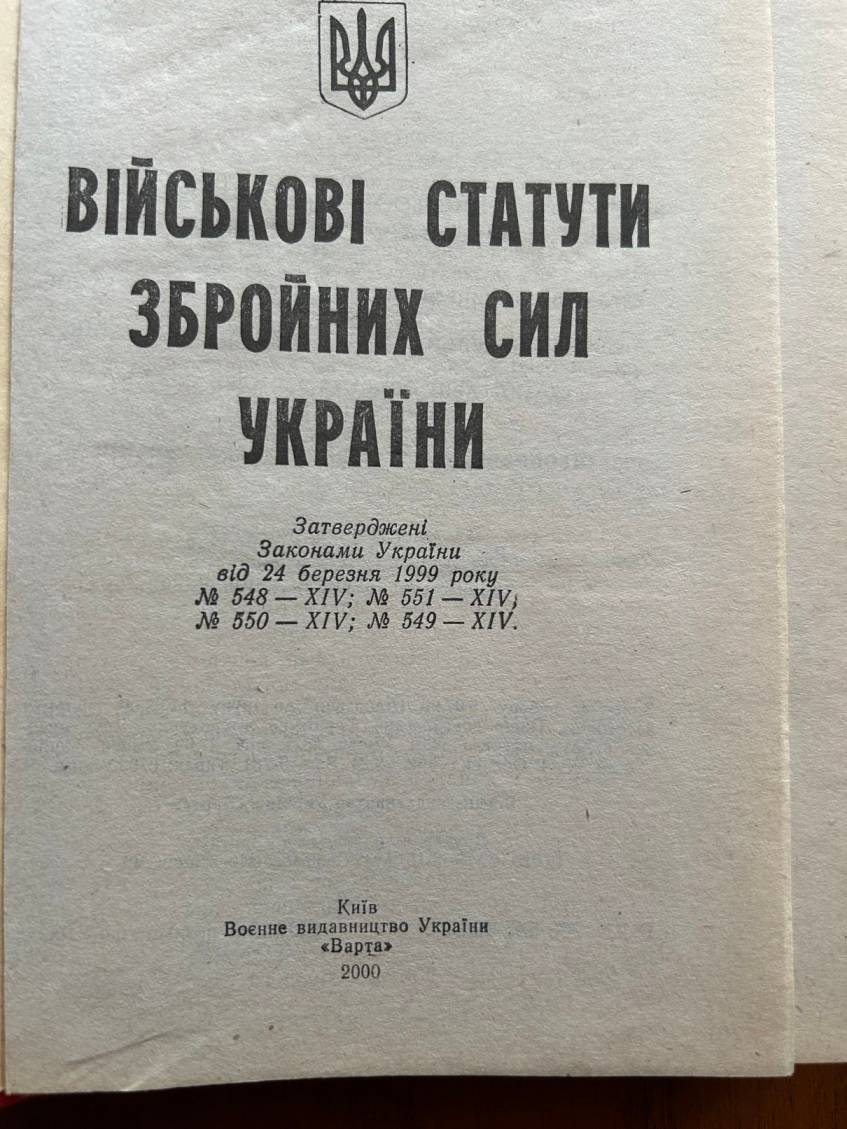 ВІЙСЬКОВІ СТАТУТИ
ЗБРОЙНИХ СИЛ
УКРАЇНИ
Затверджені
Законами України
від 24 березня 1999 року
№ 548 — XIV; № 551 — XIV;
№ 550 — XIV; № 549 — XIV.
Київ
Воєнне видавництво України
«Варта»
2000